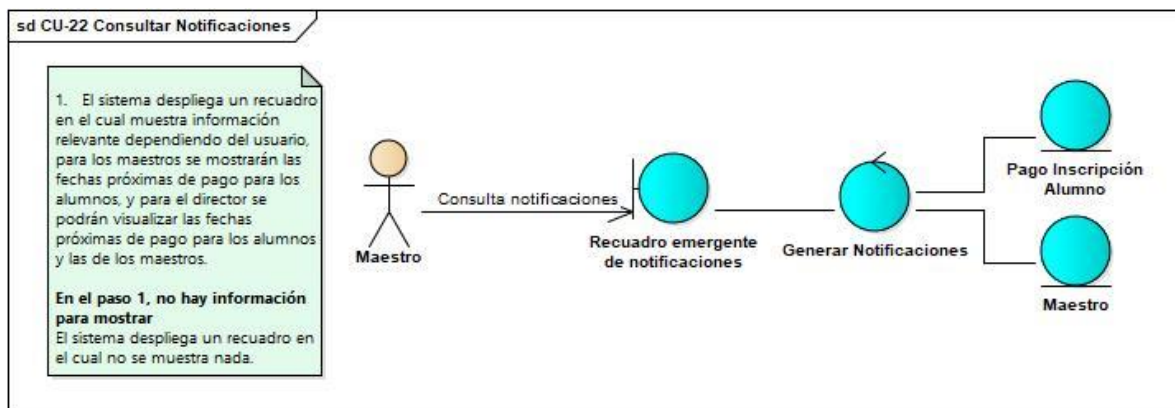 sd CU-22 Consultar Notificaciones
1. El sistema despliega un recuadro
en el cual muestra información
relevante dependiendo del usuario,
para los maestros se mostrarán las
fechas próximas de pago para los
alumnos, y para el director se
podrán visualizar las fechas
próximas de pago para los alumnos
y las de los maestros.
En el paso 1, no hay información
para mostrar
El sistema despliega un recuadro en
el cual no se muestra nada.
Maestro
Consulta notificaciones
Recuadro emergente
de notificaciones
Generar Notificaciones
Pago Inscripción
Alumno
Maestro